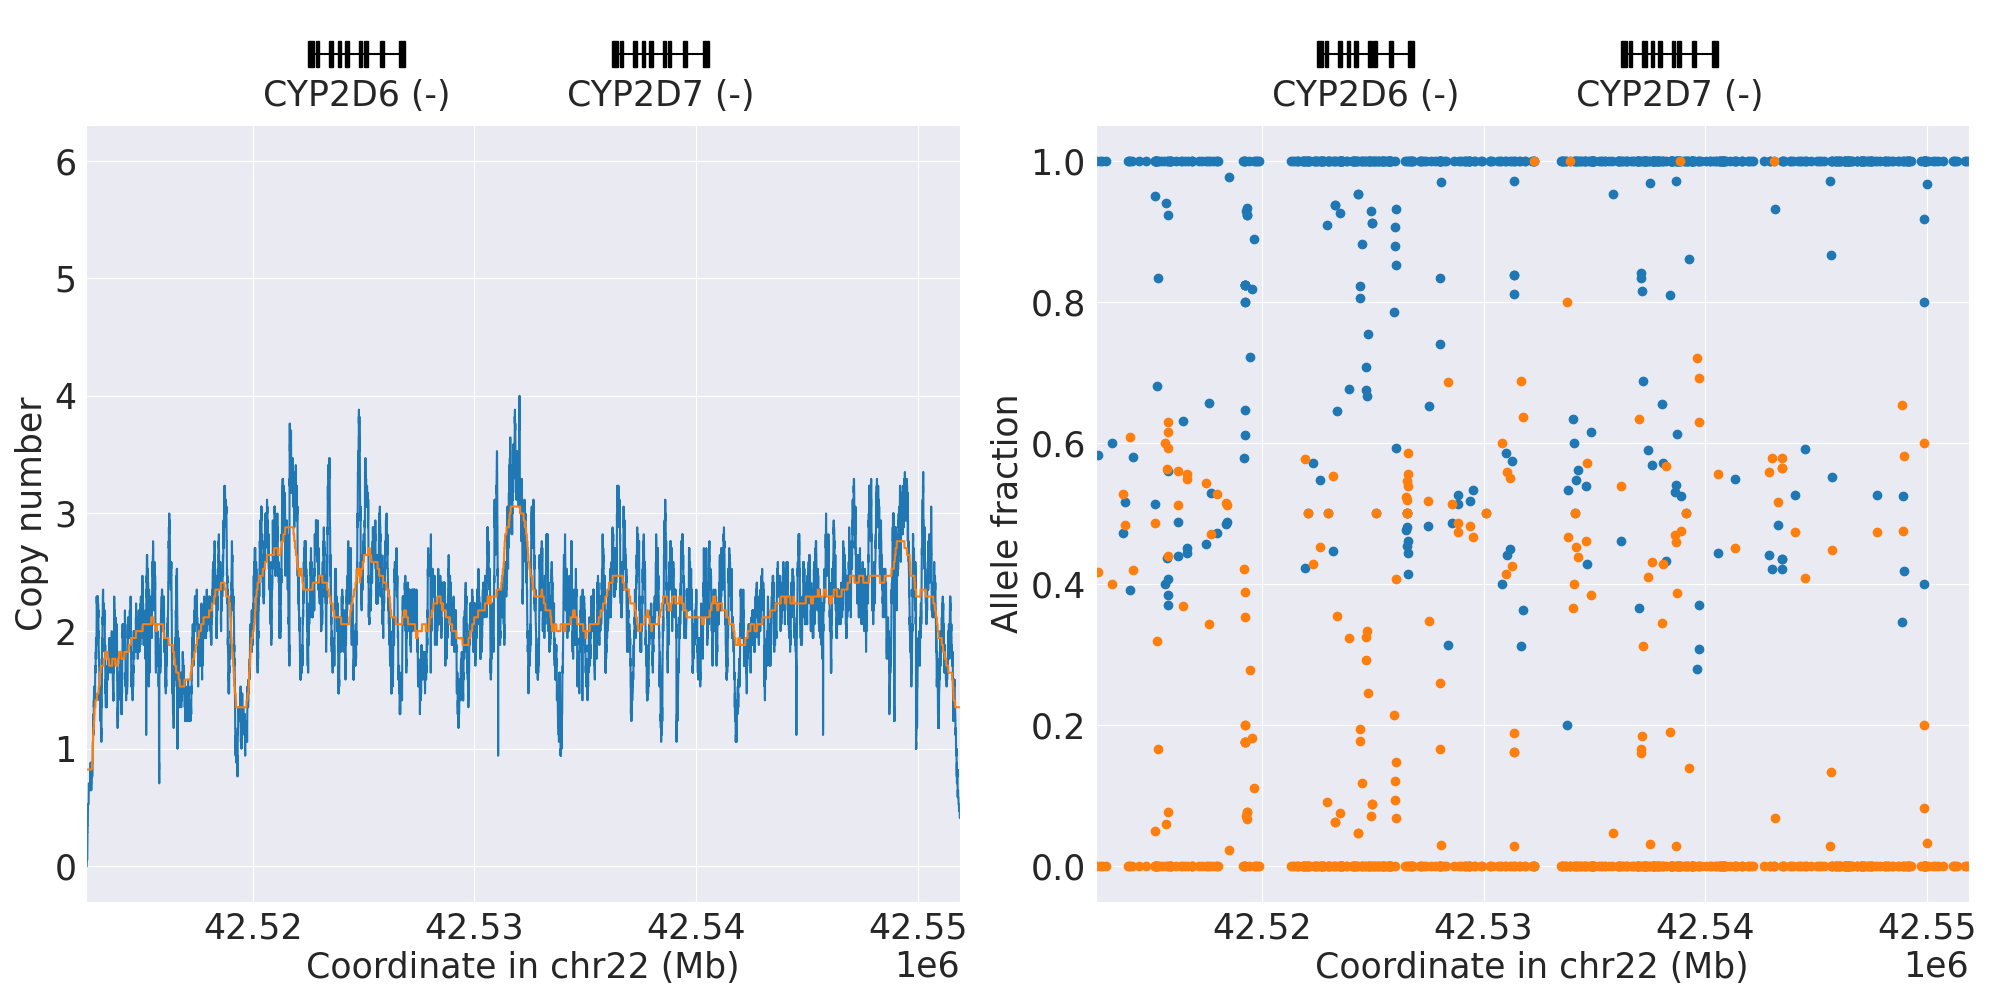 CYP2D6 (-)
CYP2D7 (-)
Copy number
6
5
4
3
2
1
0
42.52
42.53
42.54
42.55
Coordinate in chr22 (Mb)
1e6
CYP2D6 (-)
CYP2D7 (-)
Allele fraction
1.0
0.8
0.6
0.4
0.2
0.0
42.52
42.53
42.54
42.55
Coordinate in chr22 (Mb)
1e6